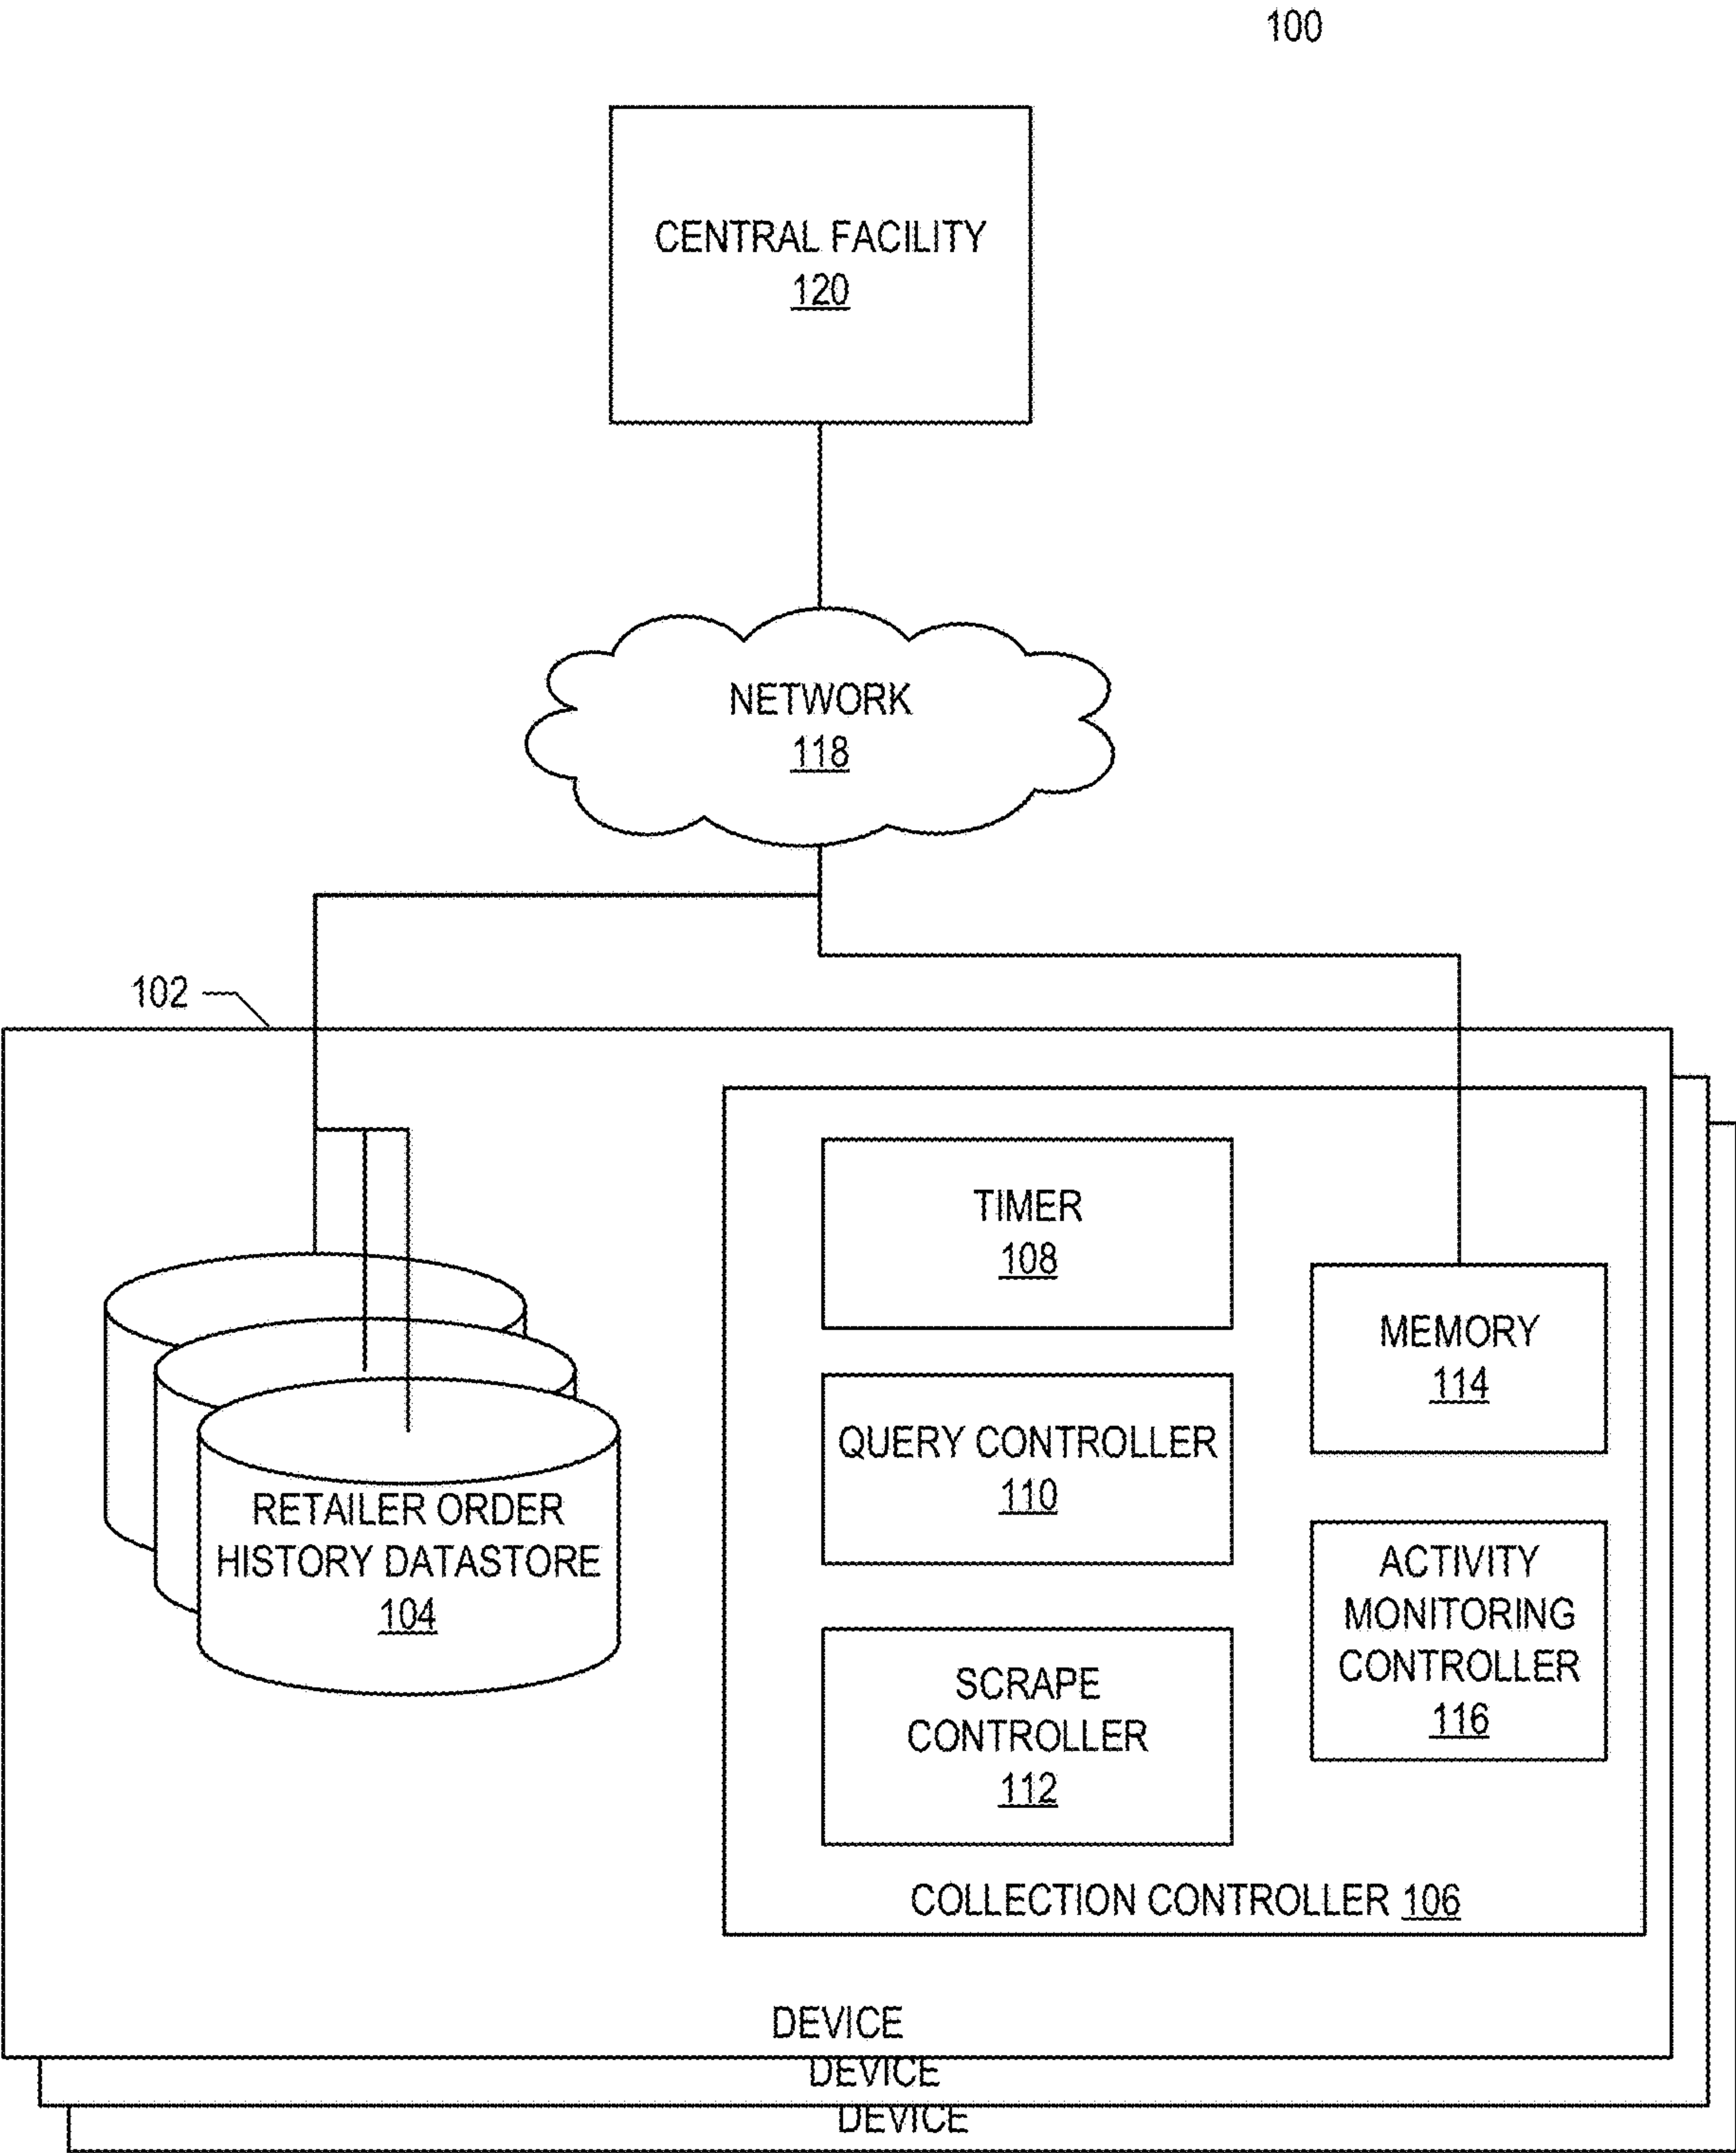 100
CENTRAL FACILITY
120
NETWORK
118
102
TIMER
108
MEMORY
114
QUERY CONTROLLER
110
RETAILER ORDER
HISTORY DATASTORE
104
ACTIVITY
MONITORING
CONTROLLER
116
SCRAPE
CONTROLLER
112
COLLECTION CONTROLLER 106
DEVICE
DEVICE
DEVICE